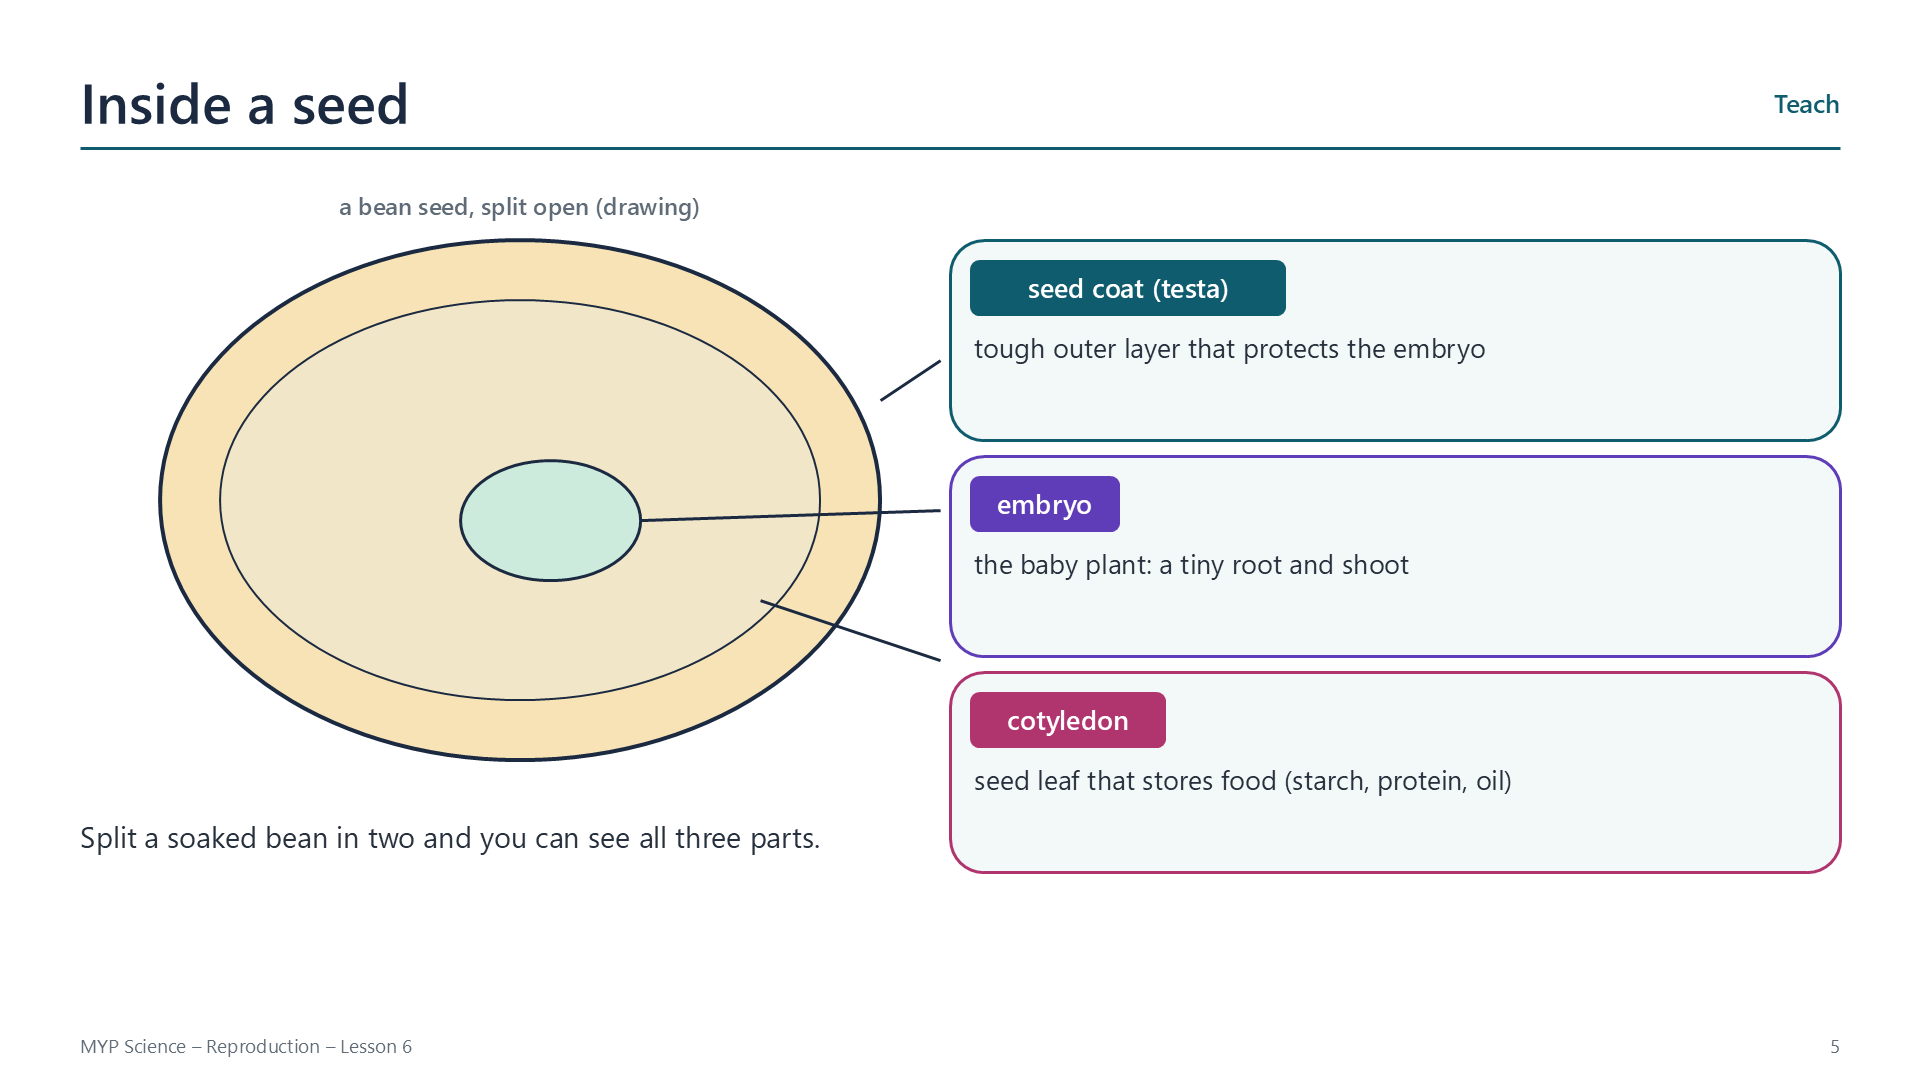 Inside a seed
Teach
a bean seed, split open (drawing)
seed coat (testa)
tough outer layer that protects the embryo
embryo
the baby plant: a tiny root and shoot
cotyledon
seed leaf that stores food (starch, protein, oil)
Split a soaked bean in two and you can see all three parts.
MYP Science – Reproduction – Lesson 6
5